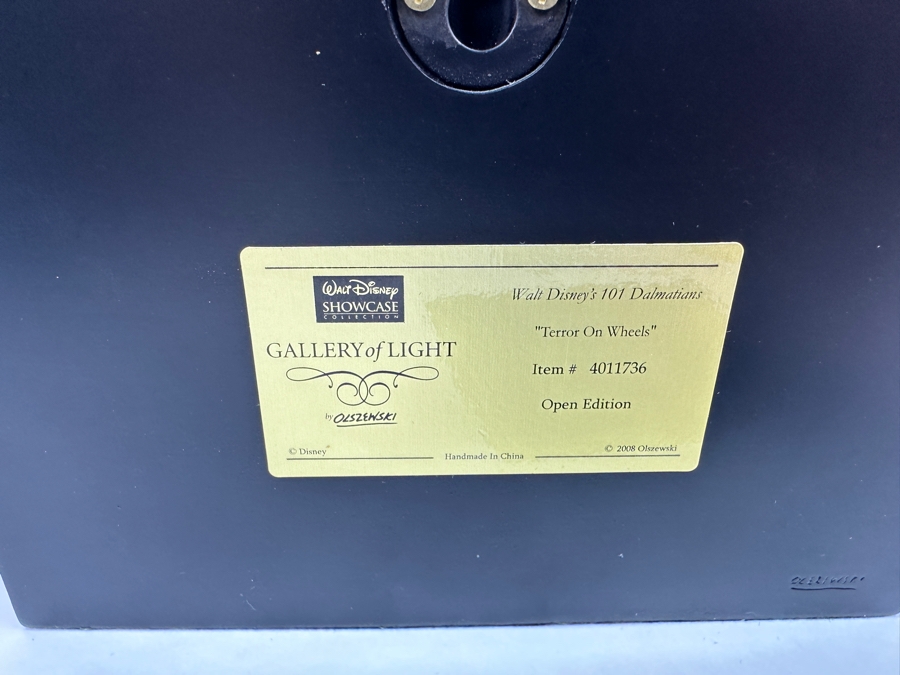 Walt Disney
SHOWCASE
COLLECTION
GALLERY of LIGHT
by OLSZEWSKI
© Disney
Walt Disney's 101 Dalmatians
"Terror On Wheels"
Item # 4011736
Open Edition
Handmade In China
© 2008 Olszewski